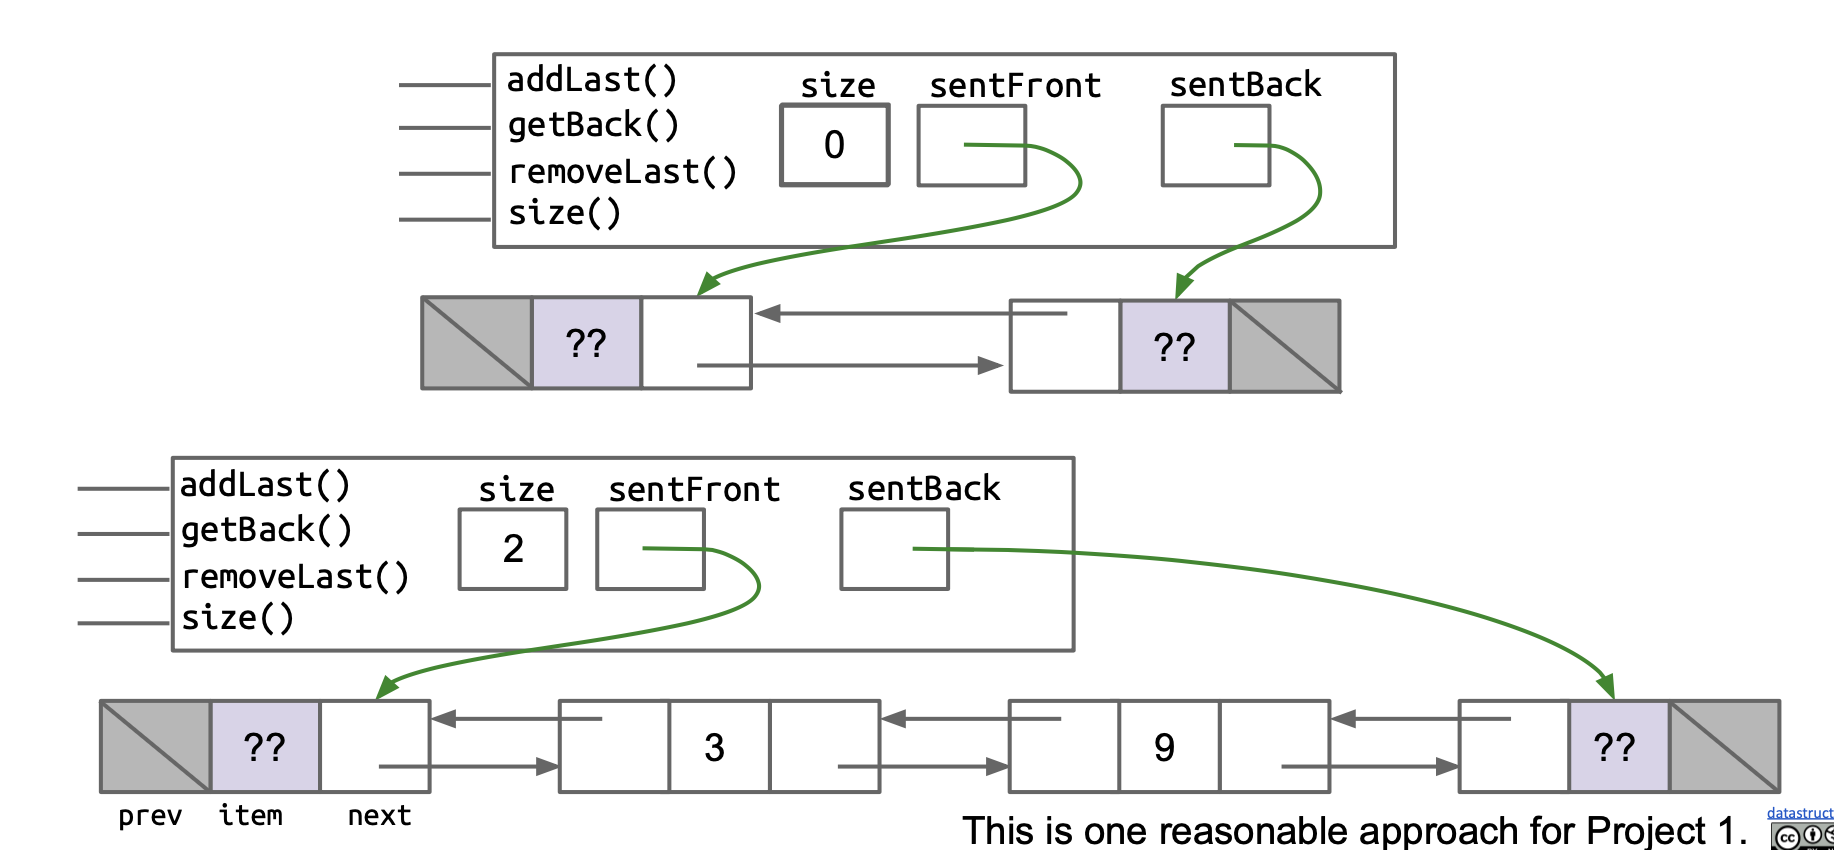 addLast()
size
sentFront
sentBack
getBack()
0
removeLast()
size()
??
??
addLast()
size
sentFront
sentBack
getBack()
2
removeLast()
size()
??
3
9
??
prev item next
This is one reasonable approach for Project 1.
datastruct
cc